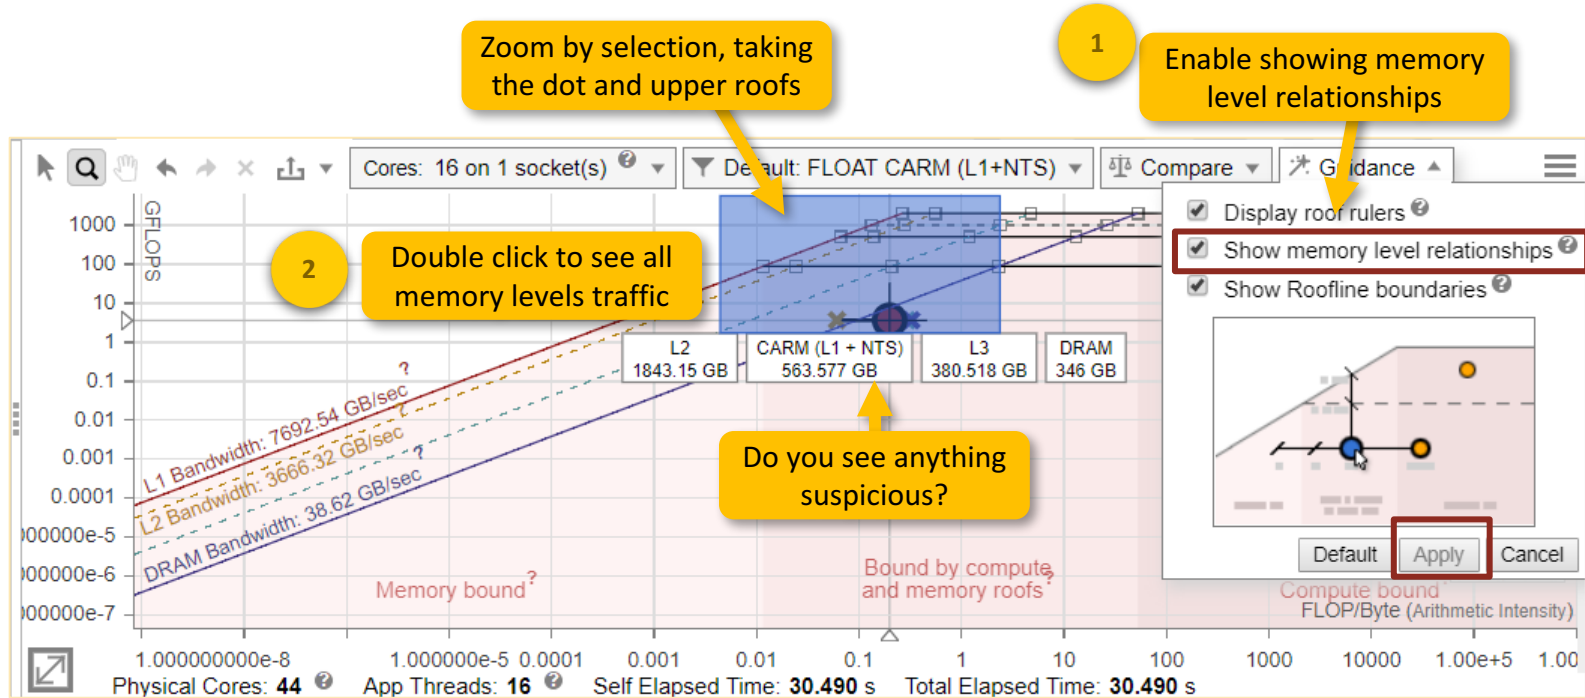 Zoom by selection, taking
the dot and upper roofs
1
Enable showing memory
level relationships
Cores: 16 on 1 socket(s) ?
Default: FLOAT CARM (L1+NTS)
Compare
Guidance
Display roof rulers ?
Show memory level relationships ?
Show Roofline boundaries ?
Default
Apply
Cancel
GFLOPS
1000
100
10
1
0.1
0.01
0.001
0.0001
000000e-5
000000e-6
000000e-7
2
Double click to see all
memory levels traffic
L2
1843.15 GB
CARM (L1 + NTS)
563.577 GB
L3
380.518 GB
DRAM
346 GB
?
L1 Bandwidth: 7692.54 GB/sec
?
L2 Bandwidth: 3666.32 GB/sec
?
DRAM Bandwidth: 38.62 GB/sec
Do you see anything
suspicious?
Memory bound?
Bound by compute
and memory roofs?
Compute bound
FLOP/Byte (Arithmetic Intensity)
1.000000000e-8
1.000000e-5
0.0001
0.001
0.01
0.1
1
10
100
1000
10000
1.00e+5
1.00
Physical Cores: 44 ?
App Threads: 16 ?
Self Elapsed Time: 30.490 s
Total Elapsed Time: 30.490 s